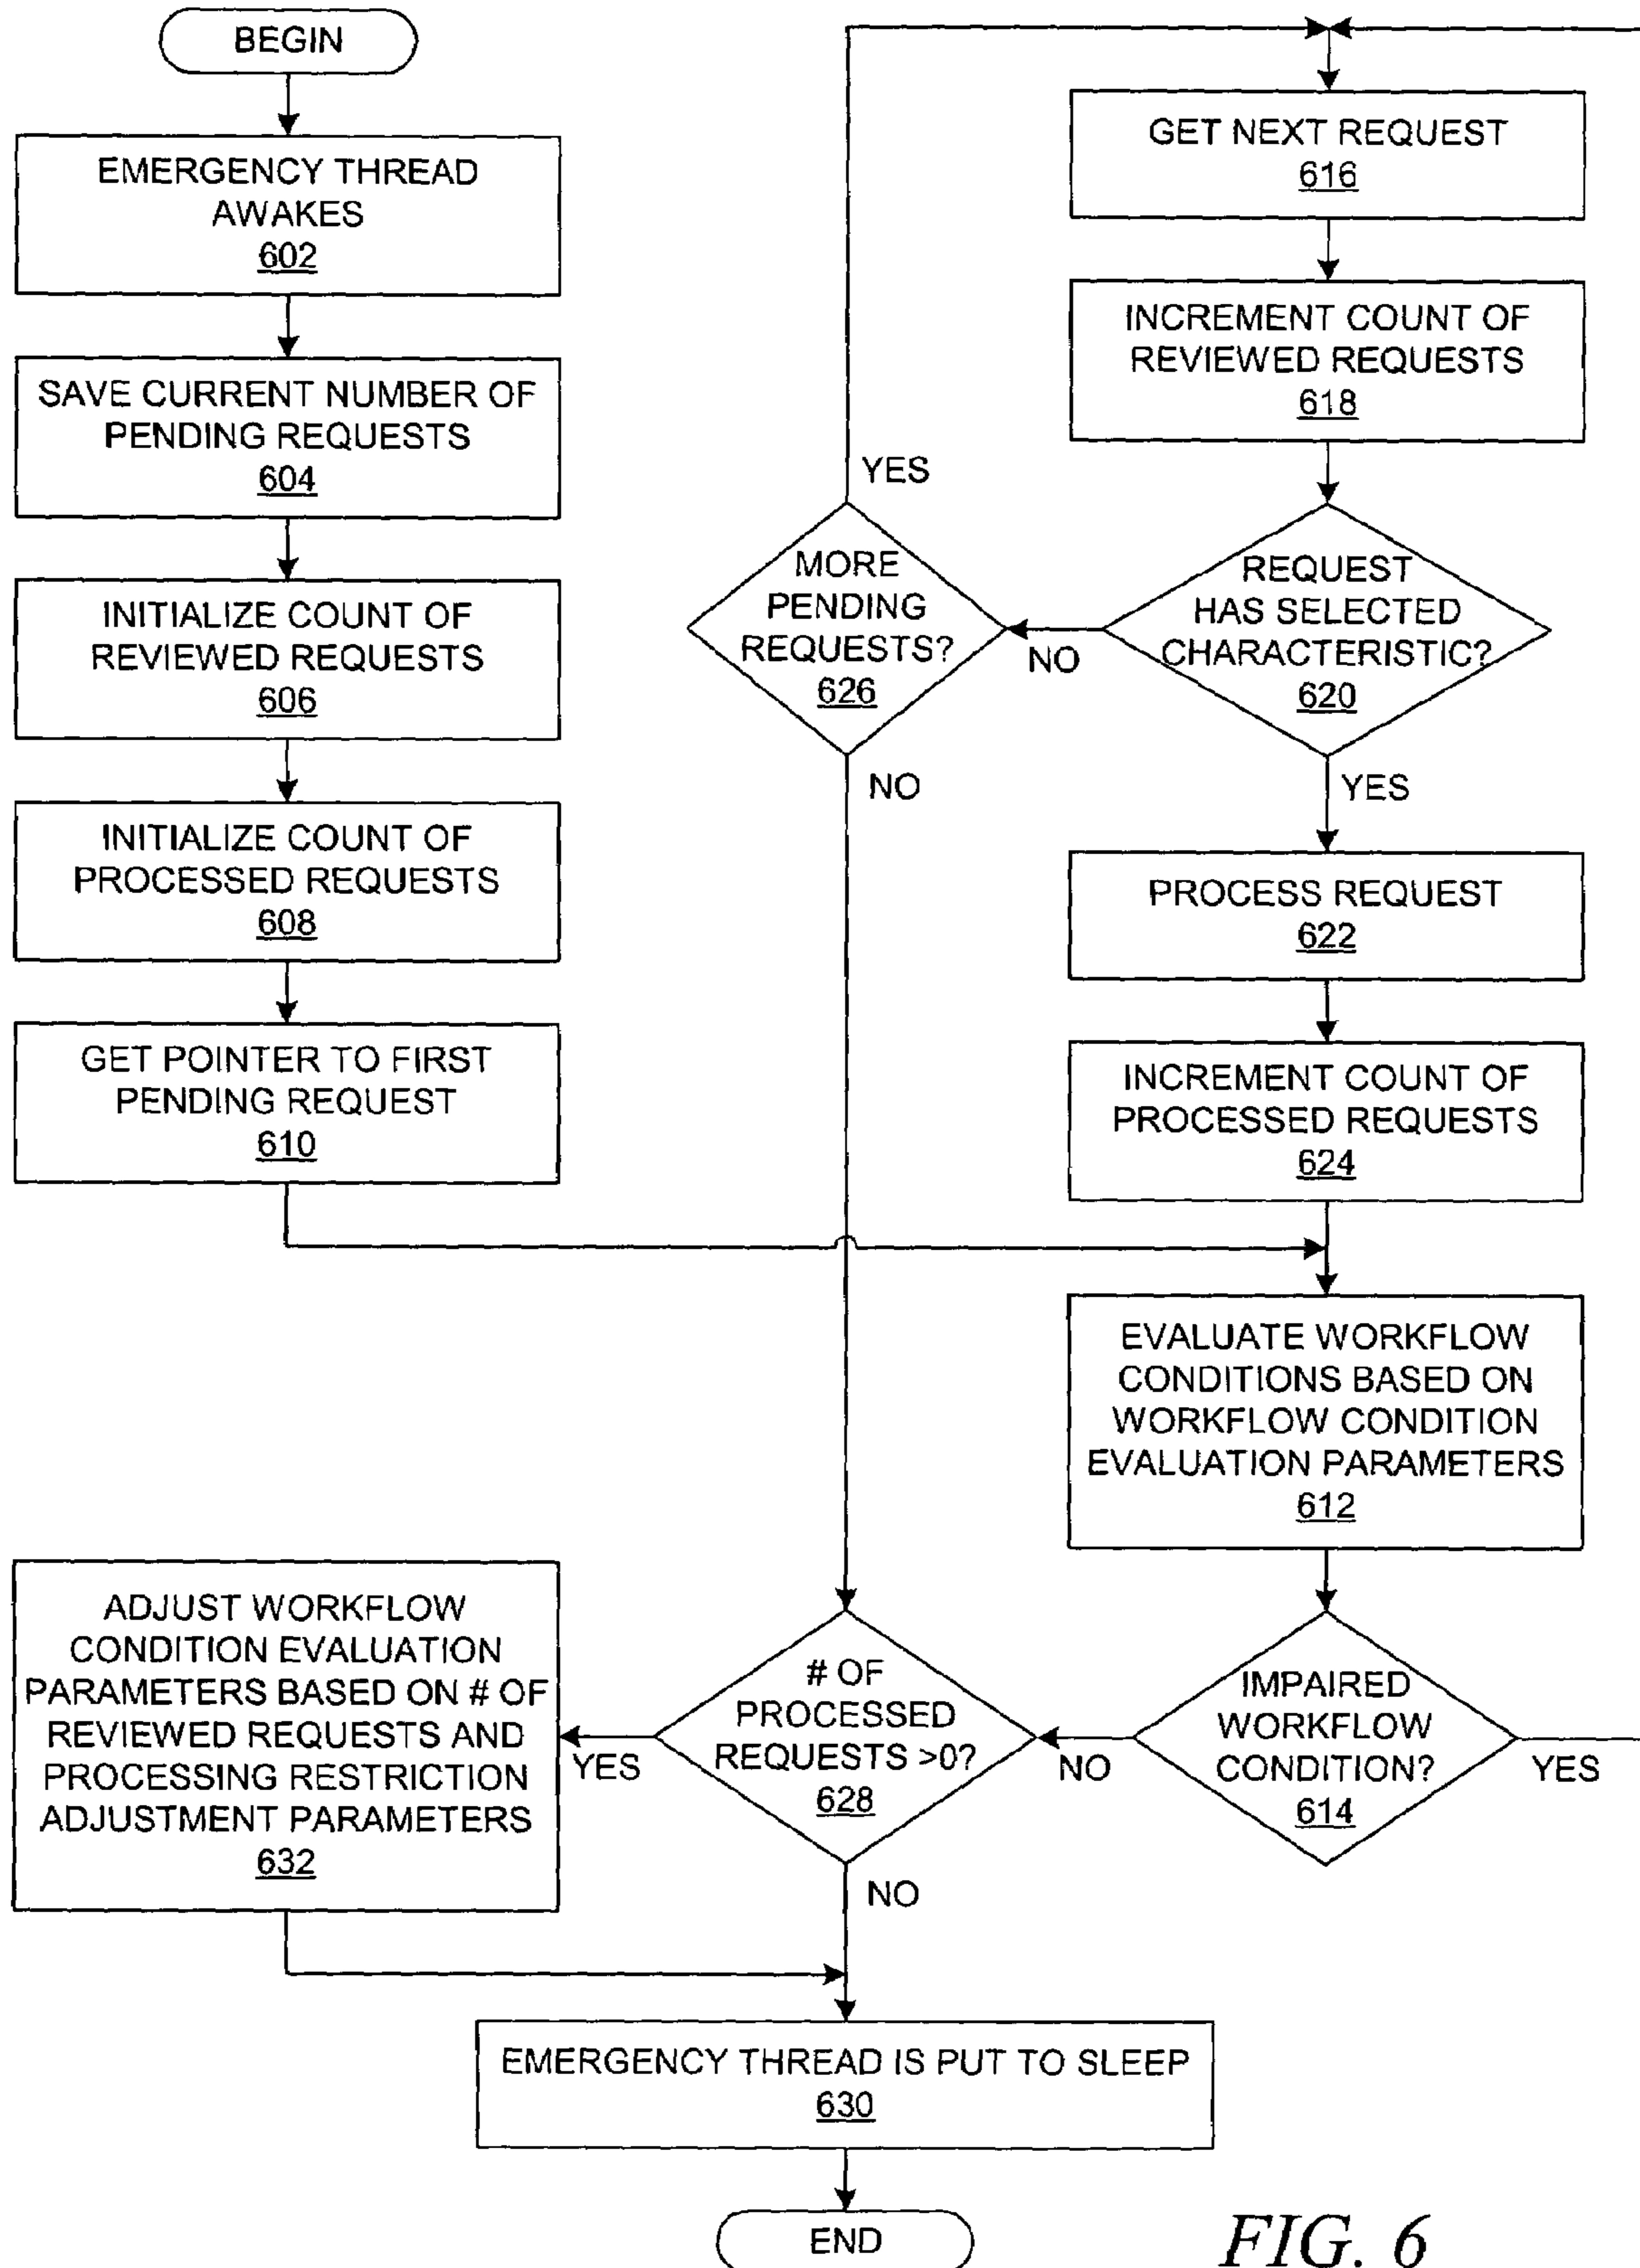 BEGIN
EMERGENCY THREAD
AWAKES
602
SAVE CURRENT NUMBER OF
PENDING REQUESTS
604
INITIALIZE COUNT OF
REVIEWED REQUESTS
606
INITIALIZE COUNT OF
PROCESSED REQUESTS
608
GET POINTER TO FIRST
PENDING REQUEST
610
GET NEXT REQUEST
616
INCREMENT COUNT OF
REVIEWED REQUESTS
618
YES
MORE
PENDING
REQUESTS?
626
NO
NO
REQUEST
HAS SELECTED
CHARACTERISTIC?
620
YES
PROCESS REQUEST
622
INCREMENT COUNT OF
PROCESSED REQUESTS
624
EVALUATE WORKFLOW
CONDITIONS BASED ON
WORKFLOW CONDITION
EVALUATION PARAMETERS
612
ADJUST WORKFLOW
CONDITION EVALUATION
PARAMETERS BASED ON # OF
REVIEWED REQUESTS AND
PROCESSING RESTRICTION
ADJUSTMENT PARAMETERS
632
YES
# OF
PROCESSED
REQUESTS >0?
628
NO
NO
IMPAIRED
WORKFLOW
CONDITION?
614
YES
EMERGENCY THREAD IS PUT TO SLEEP
630
END
FIG. 6